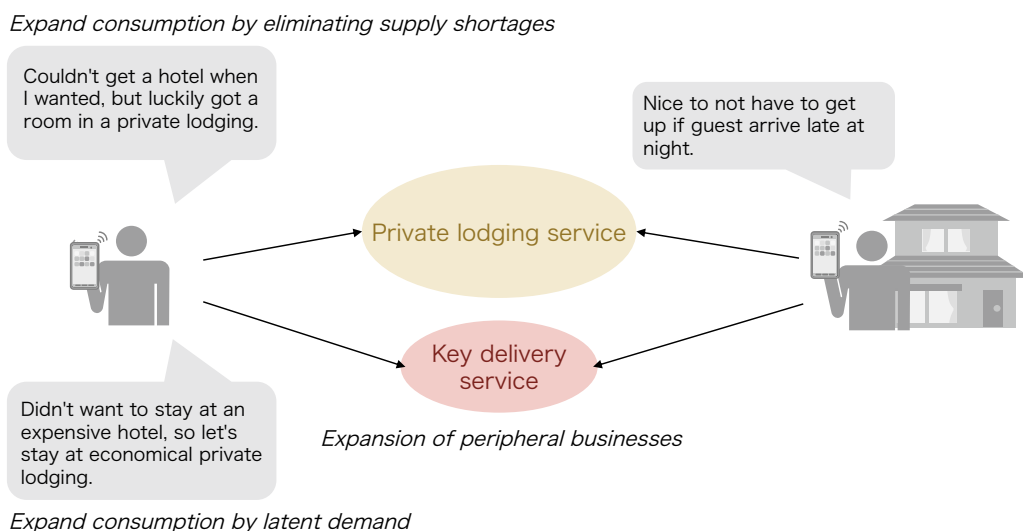 Expand consumption by eliminating supply shortages
Couldn't get a hotel when
I wanted, but luckily got a
room in a private lodging.
Nice to not have to get
up if guest arrive late at
night.
Private lodging service
Key delivery
service
Didn't want to stay at an
expensive hotel, so let's
stay at economical private
lodging.
Expansion of peripheral businesses
Expand consumption by latent demand